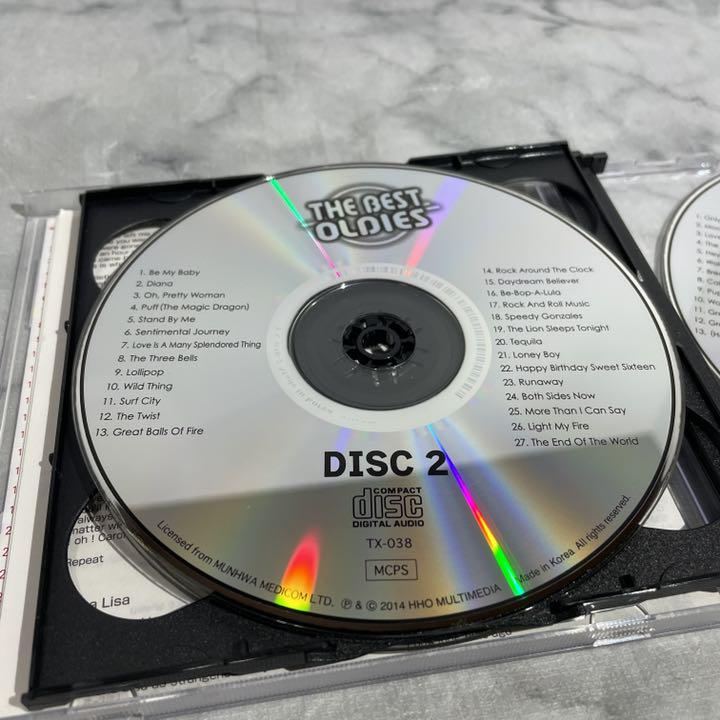 THE BEST
OLDIES
1. Be My Baby
2. Diana
3. Oh, Pretty Woman
4. Puff (The Magic Dragon)
5. Stand By Me
6. Sentimental Journey
7. Love Is A Many Splendored Thing
8. The Three Bells
9. Lollipop
10. Wild Thing
11. Surf City
12. The Twist
13. Great Balls Of Fire
14. Rock Around The Clock
15. Daydream Believer
16. Be-Bop-A-Lula
17. Rock And Roll Music
18. Speedy Gonzales
19. The Lion Sleeps Tonight
20. Tequila
21. Loney Boy
22. Happy Birthday Sweet Sixteen
23. Runaway
24. Both Sides Now
25. More Than I Can Say
26. Light My Fire
27. The End Of The World
DISC 2
COMPACT
disc
DIGITAL AUDIO
TX-038
MCPS
Licensed from MUNHWA MEDICOM LTD. ℗ & © 2014 HHO MULTIMEDIA Made in Korea All rights reserved.
always
matter wi
oh ! Carol
Repeat
Lisa